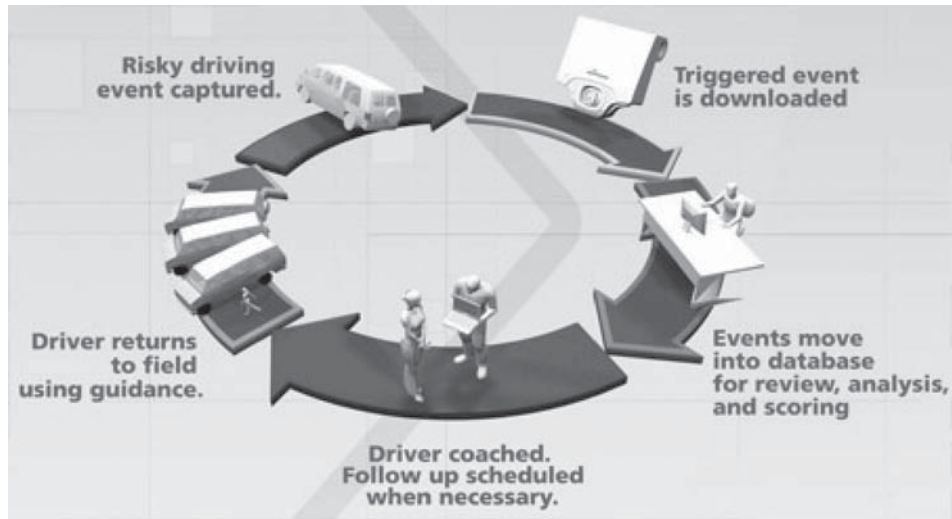 Risky driving
event captured.
Triggered event
is downloaded
Events move
into database
for review, analysis,
and scoring
Driver coached.
Follow up scheduled
when necessary.
Driver returns
to field
using guidance.